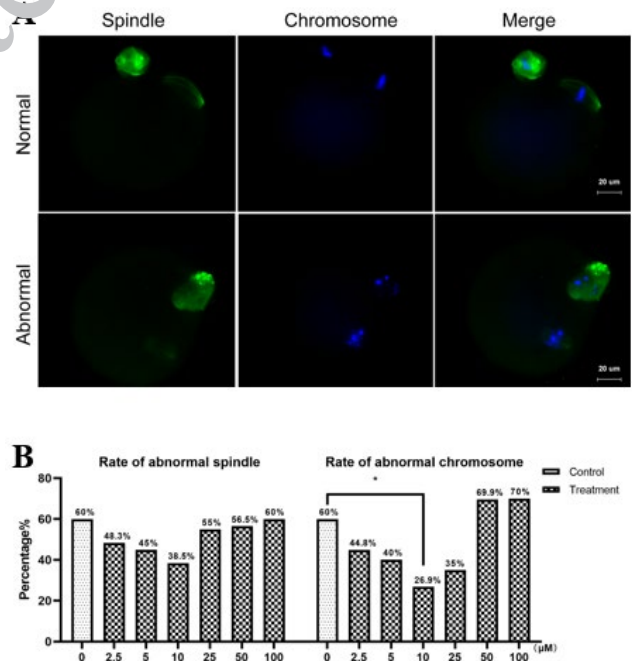 A
Spindle Chromosome Merge
Normal
20 um
Abnormal
20 um
B
Rate of abnormal spindle Rate of abnormal chromosome
Control
Treatment
Percentage%
80
60
40
20
0
60% 48.3% 45% 38.5% 55% 56.5% 60%
*
60% 44.8% 40% 26.9% 35% 69.9% 70%
0 2.5 5 10 25 50 100 0 2.5 5 10 25 50 100 (μM)